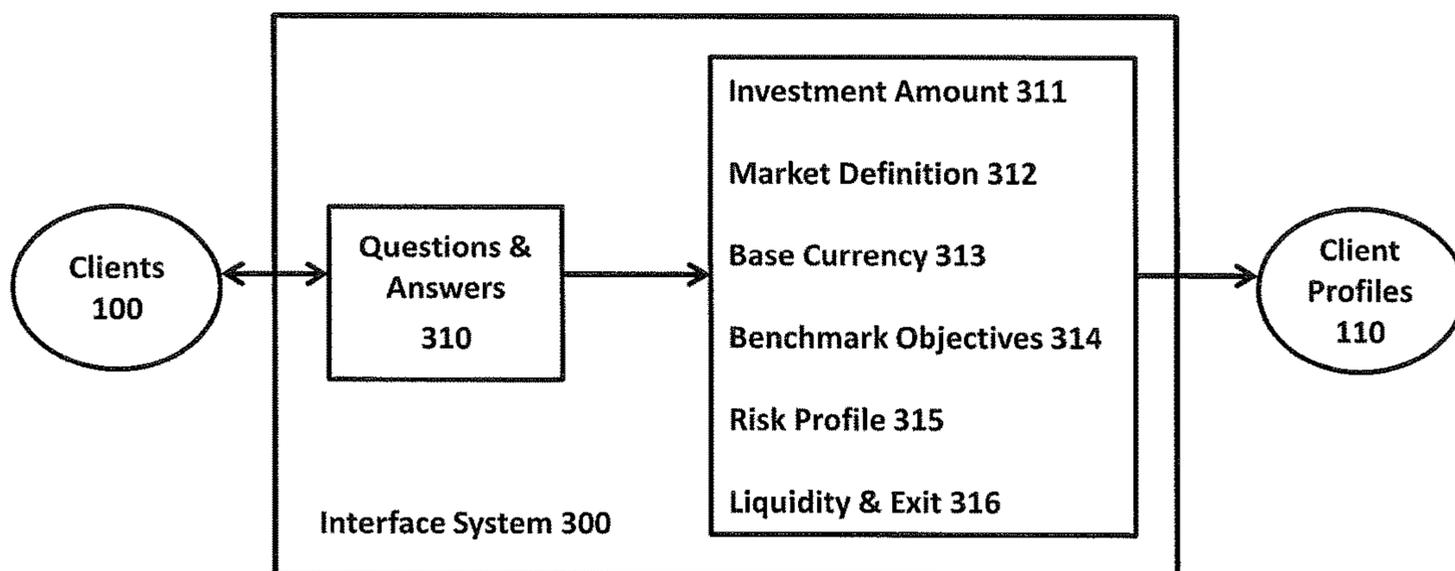 Clients
100
Questions &
Answers
310
Interface System 300
Investment Amount 311
Market Definition 312
Base Currency 313
Benchmark Objectives 314
Risk Profile 315
Liquidity & Exit 316
Client
Profiles
110